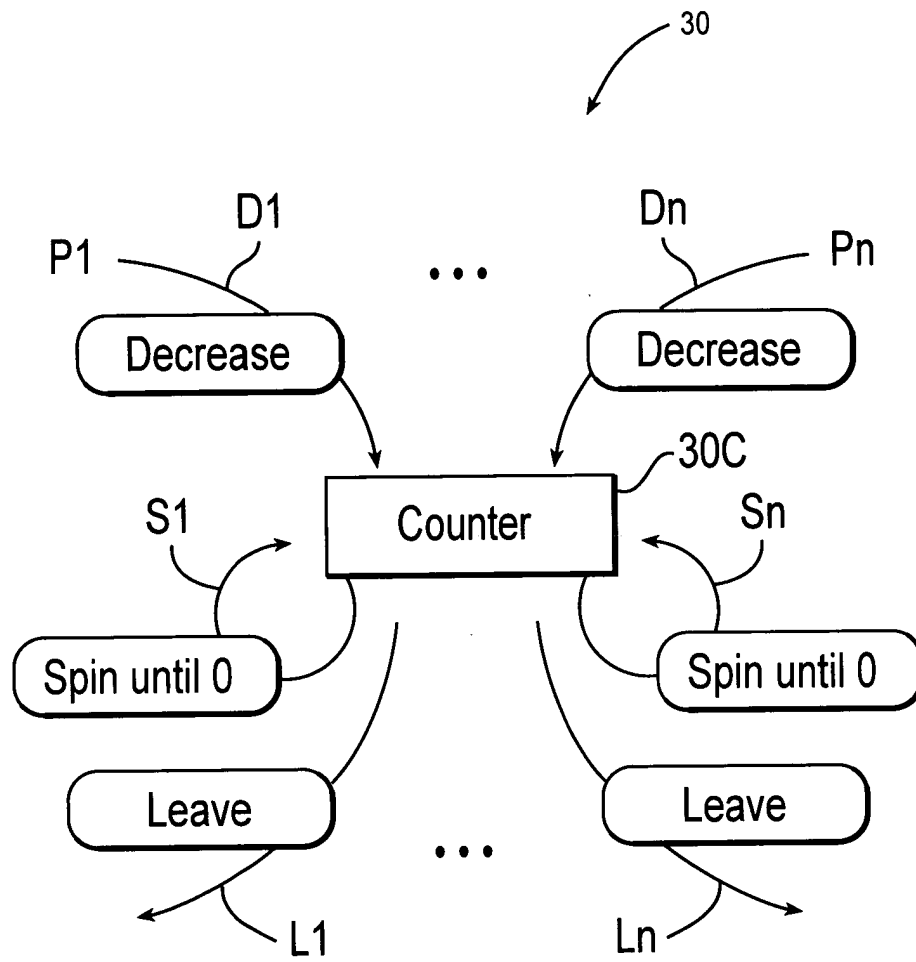 30
D1
Dn
P1
...
Pn
Decrease
Decrease
30C
Counter
S1
Sn
Spin until 0
Spin until 0
Leave
Leave
...
L1
Ln